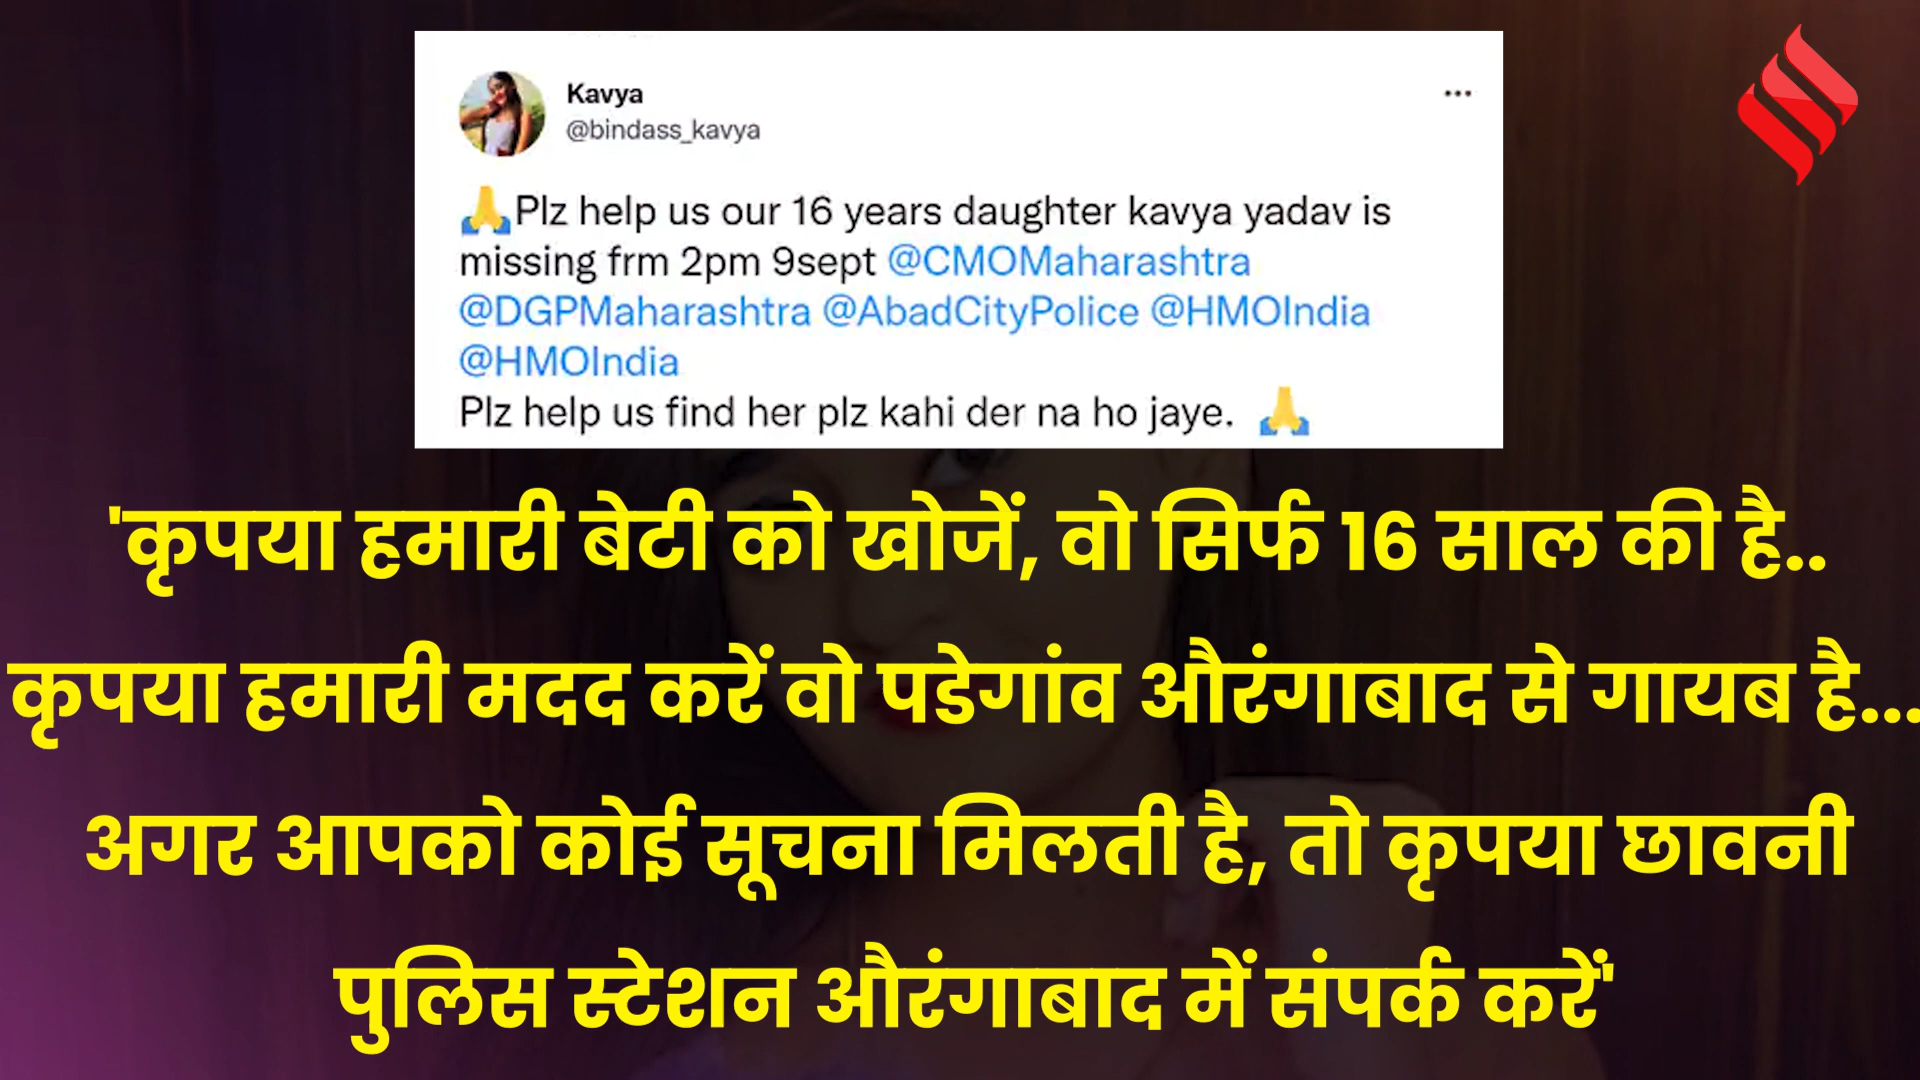 Kavya
@bindass_kavya
🙏Plz help us our 16 years daughter kavya yadav is
missing frm 2pm 9sept @CMOMaharashtra
@DGPMaharashtra @AbadCityPolice @HMOIndia
@HMOIndia
Plz help us find her plz kahi der na ho jaye. 🙏
'कृपया हमारी बेटी को खोजें, वो सिर्फ 16 साल की है..
कृपया हमारी मदद करें वो पडेगांव औरंगाबाद से गायब है...
अगर आपको कोई सूचना मिलती है, तो कृपया छावनी
पुलिस स्टेशन औरंगाबाद में संपर्क करें'